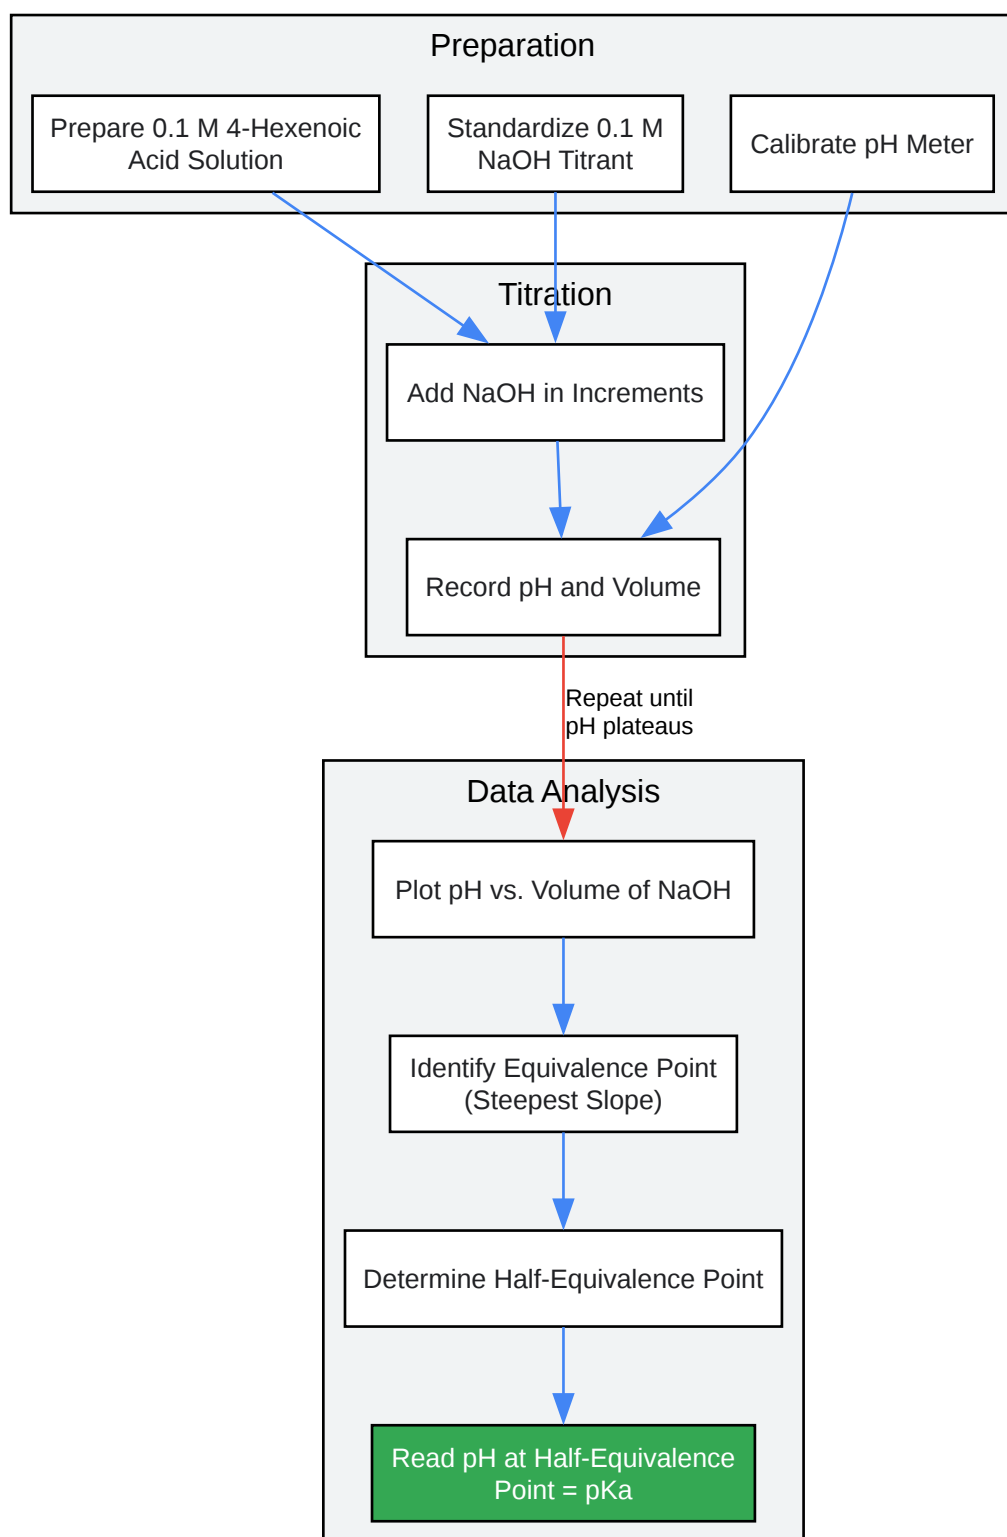 Preparation
Prepare 0.1 M 4-Hexenoic
Acid Solution
Standardize 0.1 M
NaOH Titrant
Calibrate pH Meter
Titration
Add NaOH in Increments
Record pH and Volume
Repeat until
pH plateaus
Data Analysis
Plot pH vs. Volume of NaOH
Identify Equivalence Point
(Steepest Slope)
Determine Half-Equivalence Point
Read pH at Half-Equivalence
Point = pKa